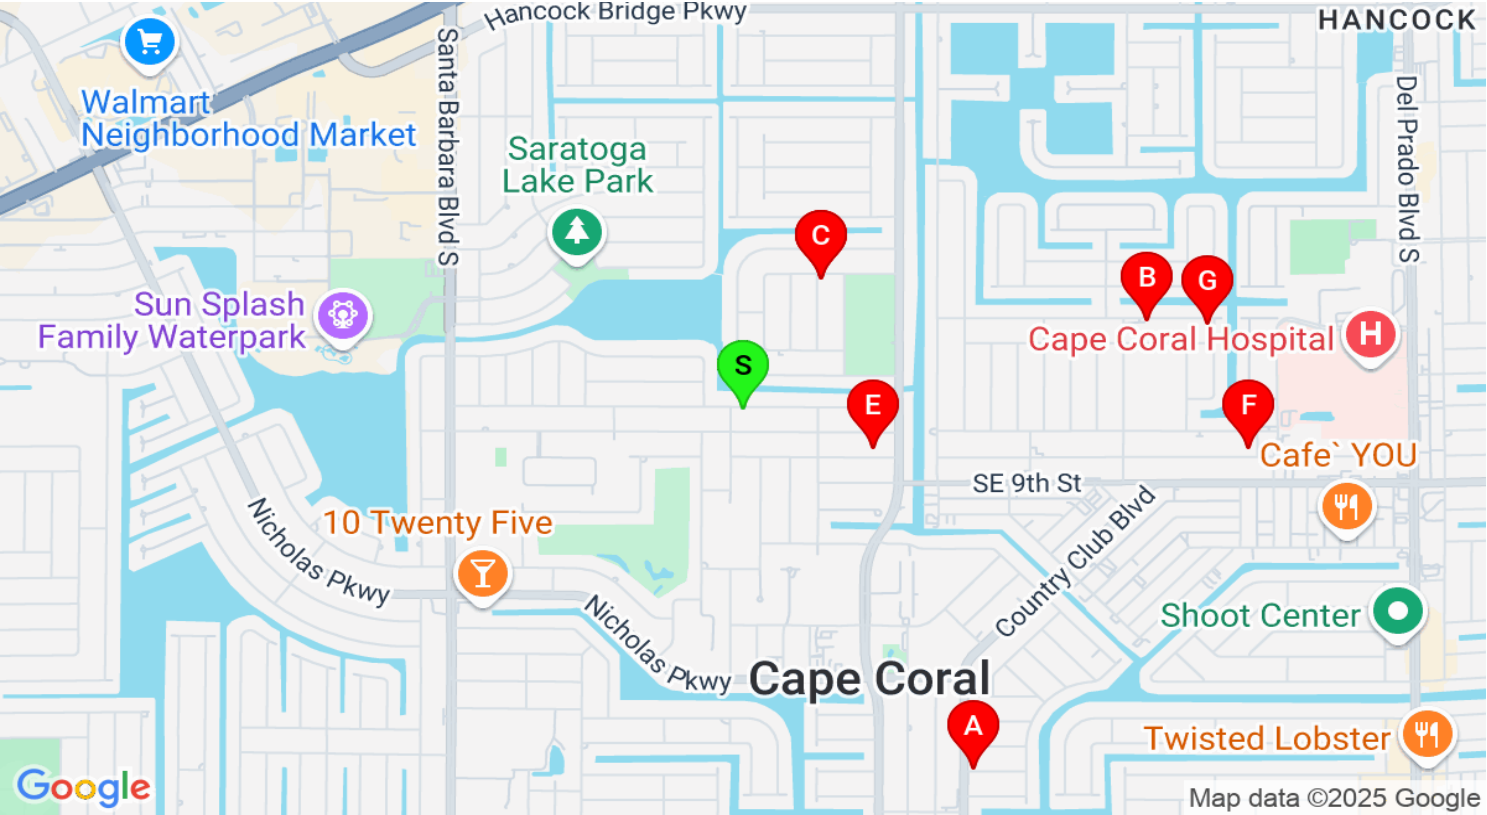 Hancock Bridge Pkwy
HANCOCK
Walmart
Neighborhood Market
Santa Barbara Blvd S
Del Prado Blvd S
Saratoga
Lake Park
C
B
G
Sun Splash
Family Waterpark
Cape Coral Hospital
H
S
E
F
Cafe` YOU
SE 9th St
10 Twenty Five
Nicholas Pkwy
Country Club Blvd
Nicholas Pkwy
Shoot Center
Cape Coral
A
Twisted Lobster
Google
Map data ©2025 Google